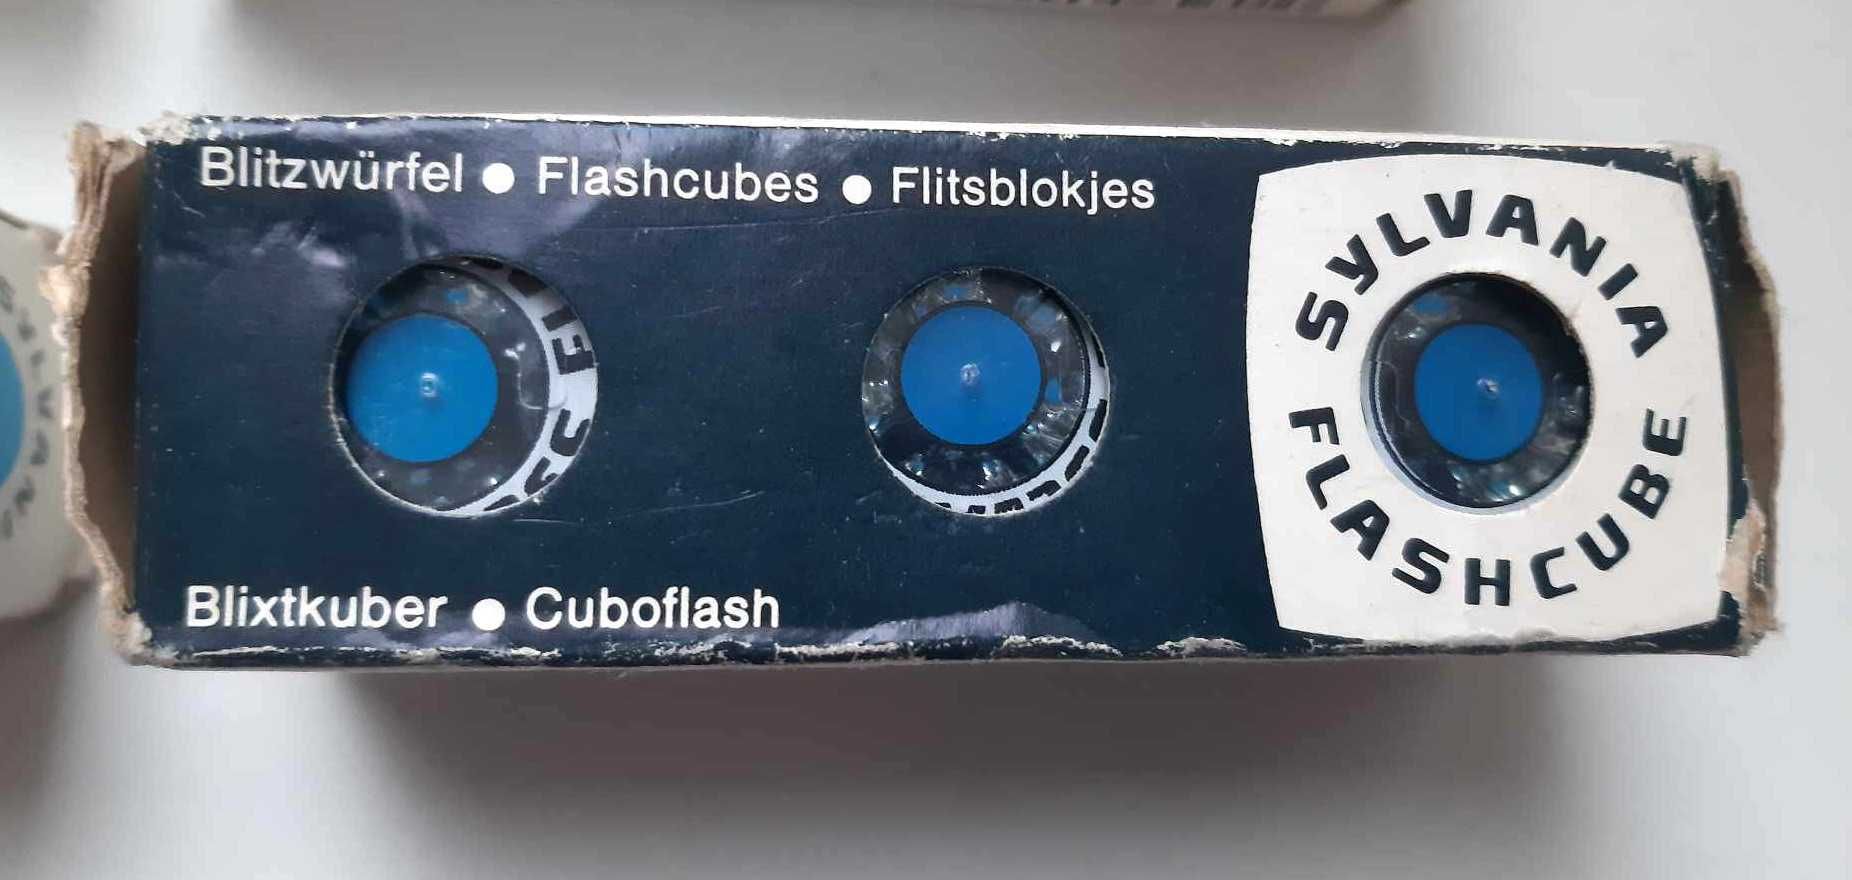 Blitzwürfel ● Flashcubes ● Flitsblokjes
SYLVANIA
FLASHCUBE
Blixtkuber ● Cuboflash